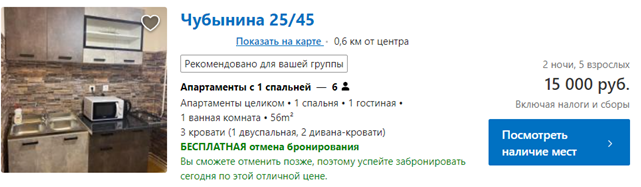 Чубынина 25/45
Показать на карте · 0,6 км от центра
Рекомендовано для вашей группы
2 ночи, 5 взрослых
15 000 руб.
Включая налоги и сборы
Апартаменты с 1 спальней — 6
Апартаменты целиком • 1 спальня • 1 гостиная •
1 ванная комната • 56m²
3 кровати (1 двуспальная, 2 дивана-кровати)
БЕСПЛАТНАЯ отмена бронирования
Вы сможете отменить позже, поэтому успейте забронировать
сегодня по этой отличной цене.
Посмотреть
наличие мест